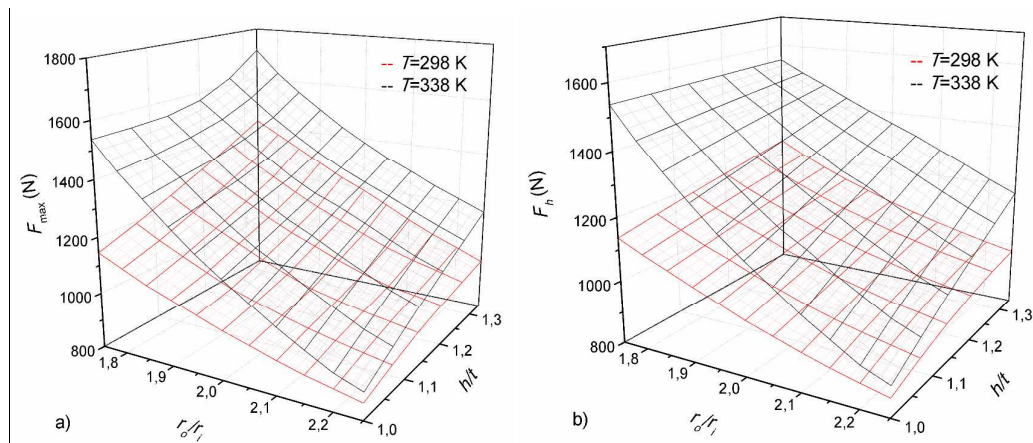 1800
1600
1400
1200
1000
800
F_max (N)
-- T=298 K
-- T=338 K
1,8
1,9
2,0
2,1
2,2
r_o/r_i
1,0
1,1
1,2
1,3
h/t
a)
1600
1400
1200
1000
800
F_h (N)
-- T=298 K
-- T=338 K
1,8
1,9
2,0
2,1
2,2
r_o/r_i
1,0
1,1
1,2
1,3
h/t
b)